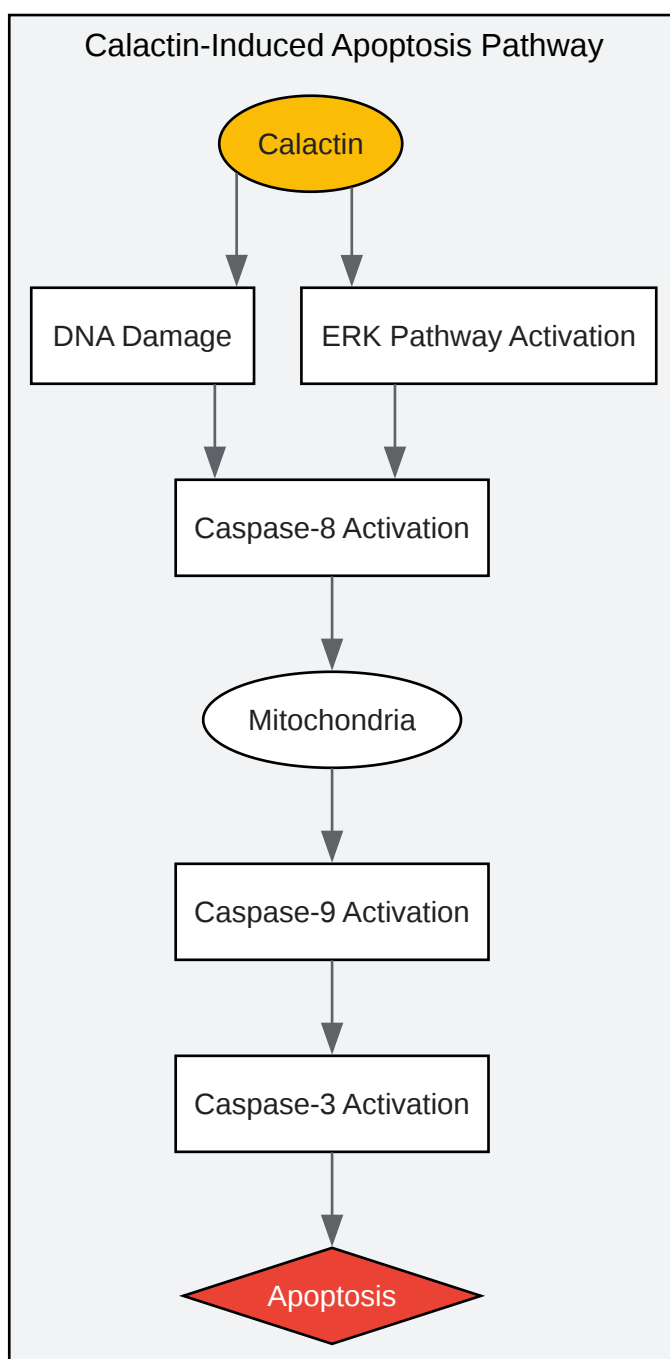 Calactin-Induced Apoptosis Pathway
Calactin
DNA Damage
ERK Pathway Activation
Caspase-8 Activation
Mitochondria
Caspase-9 Activation
Caspase-3 Activation
Apoptosis